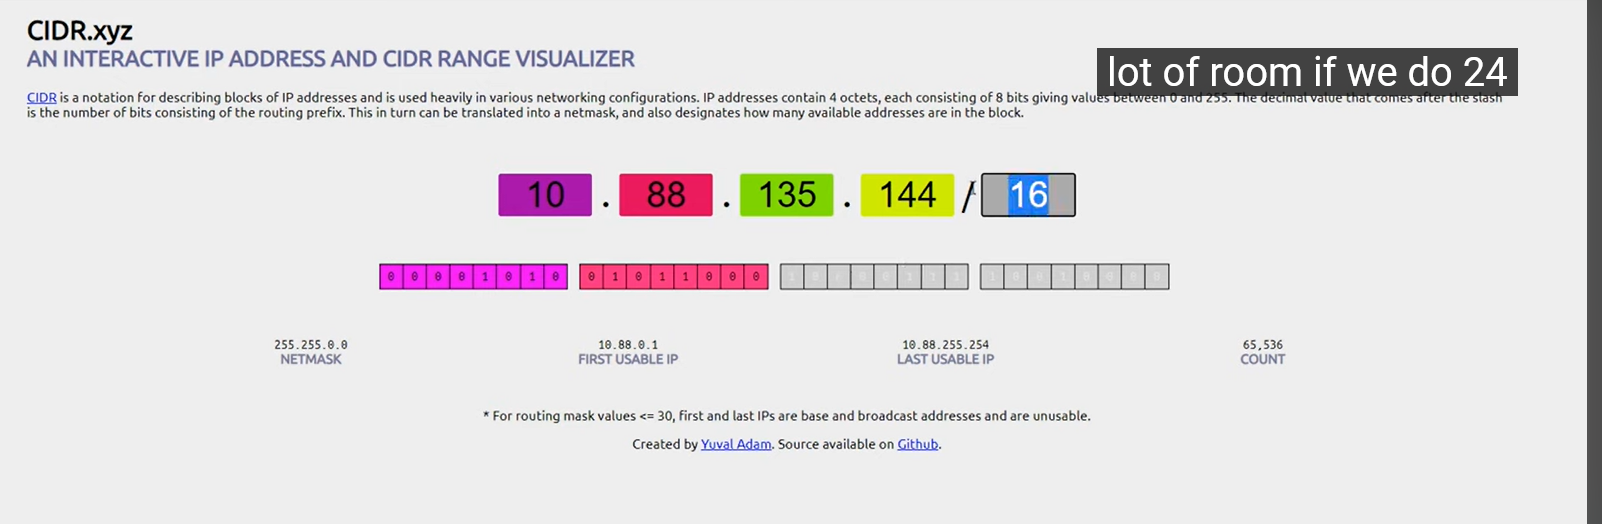 CIDR.xyz
AN INTERACTIVE IP ADDRESS AND CIDR RANGE VISUALIZER
lot of room if we do 24
CIDR is a notation for describing blocks of IP addresses and is used heavily in various networking configurations. IP addresses contain 4 octets, each consisting of 8 bits giving values between 0 and 255. The decimal value that comes after the slash
is the number of bits consisting of the routing prefix. This in turn can be translated into a netmask, and also designates how many available addresses are in the block.
10 . 88 . 135 . 144 / 16
0 0 0 0 1 0 1 0 0 1 0 1 1 0 0 0 1 0 0 0 0 1 1 1 1 0 0 1 0 0 0 0
255.255.0.0 10.88.0.1 10.88.255.254 65,536
NETMASK FIRST USABLE IP LAST USABLE IP COUNT
* For routing mask values <= 30, first and last IPs are base and broadcast addresses and are unusable.
Created by Yuval Adam. Source available on Github.